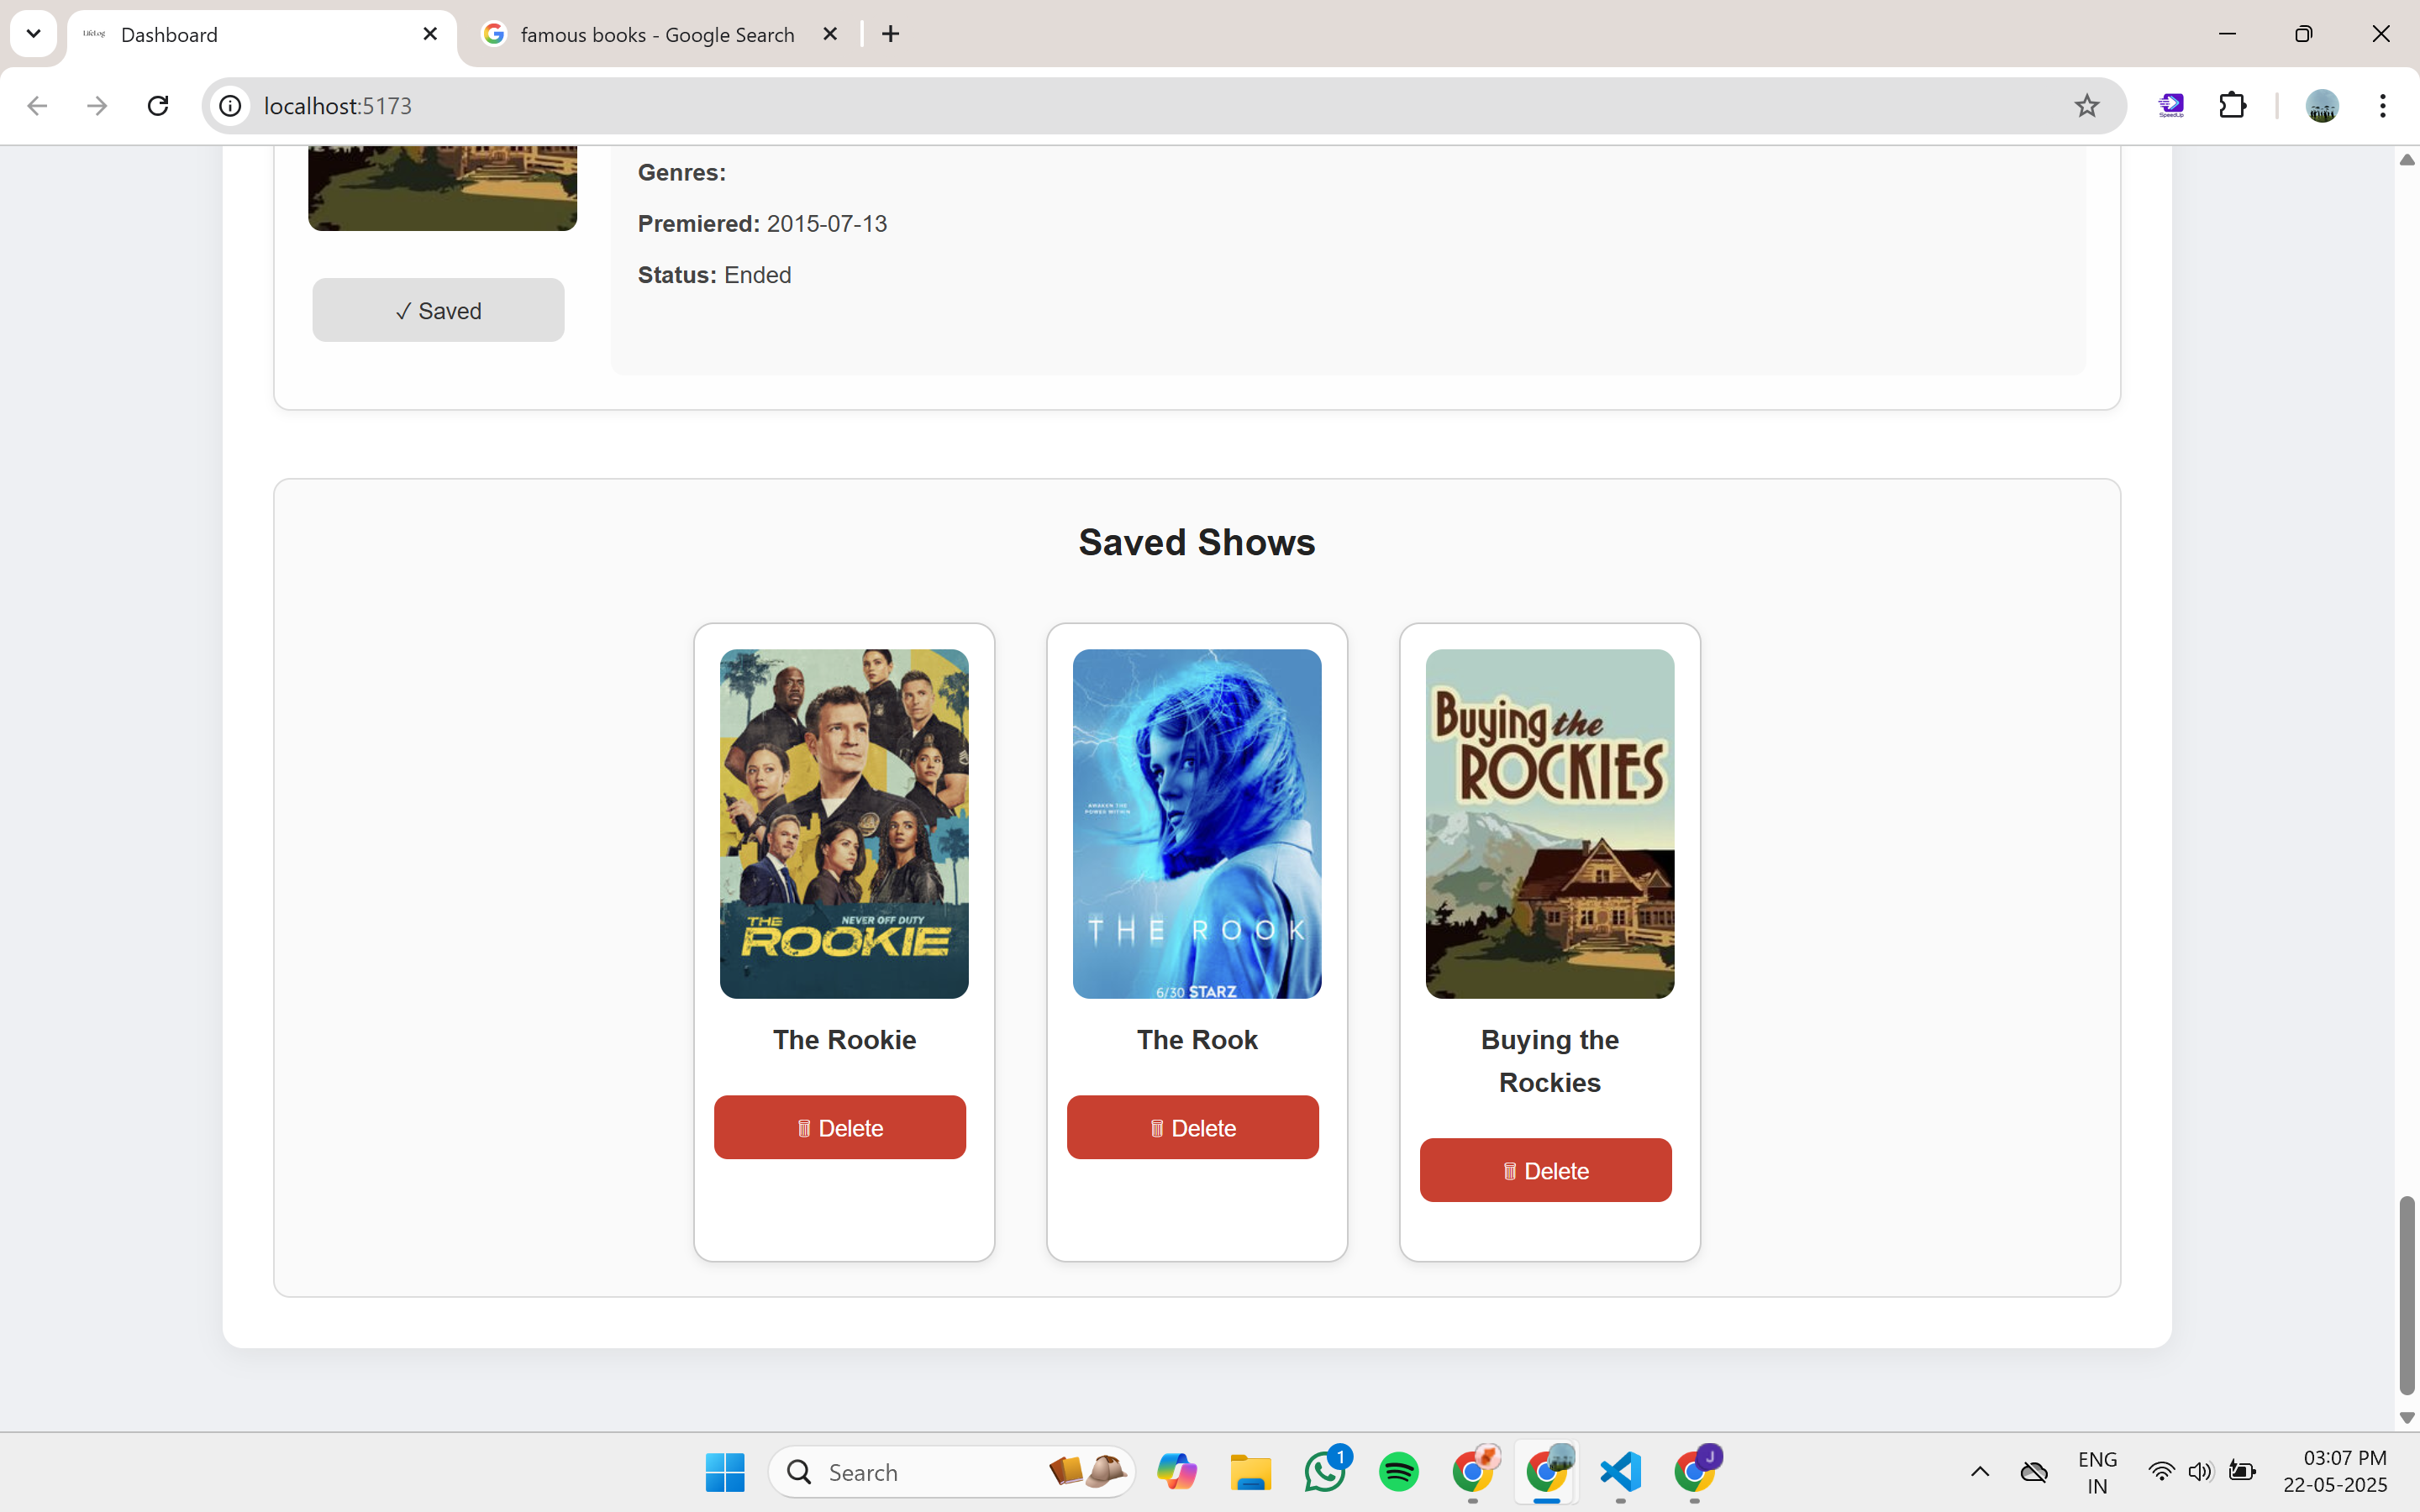 LifeLog
Dashboard
famous books - Google Search
localhost:5173
SpeedUp
Genres:
Premiered: 2015-07-13
Status: Ended
✓ Saved
Saved Shows
THE
ROOKIE
NEVER OFF DUTY
AWAKEN THE
POWER WITHIN
THE ROOK
6/30 STARZ
Buying the
ROCKIES
The Rookie
The Rook
Buying the
Rockies
Delete
Delete
Delete
Search
1
J
ENG
IN
03:07 PM
22-05-2025